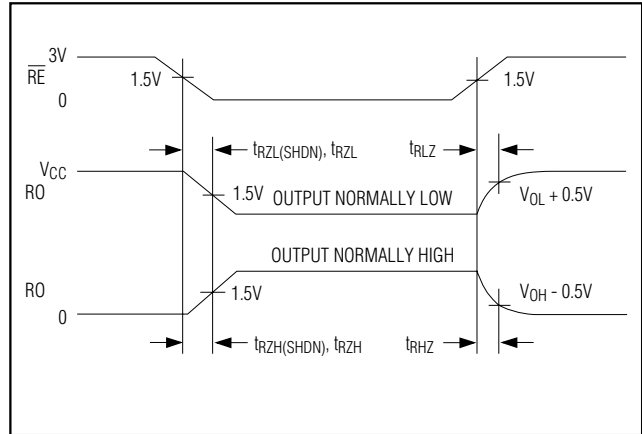 3V
RE
1.5V
1.5V
0
tRZL(SHDN), tRZL
tRLZ
VCC
RO
1.5V
OUTPUT NORMALLY LOW
VOL + 0.5V
OUTPUT NORMALLY HIGH
RO
1.5V
VOH - 0.5V
0
tRZH(SHDN), tRZH
tRHZ